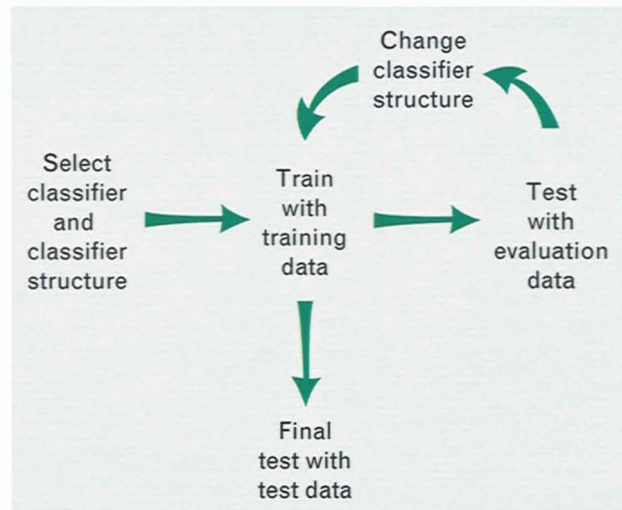 Change
classifier
structure
Select
classifier
and
classifier
structure
Train
with
training
data
Test
with
evaluation
data
Final
test with
test data